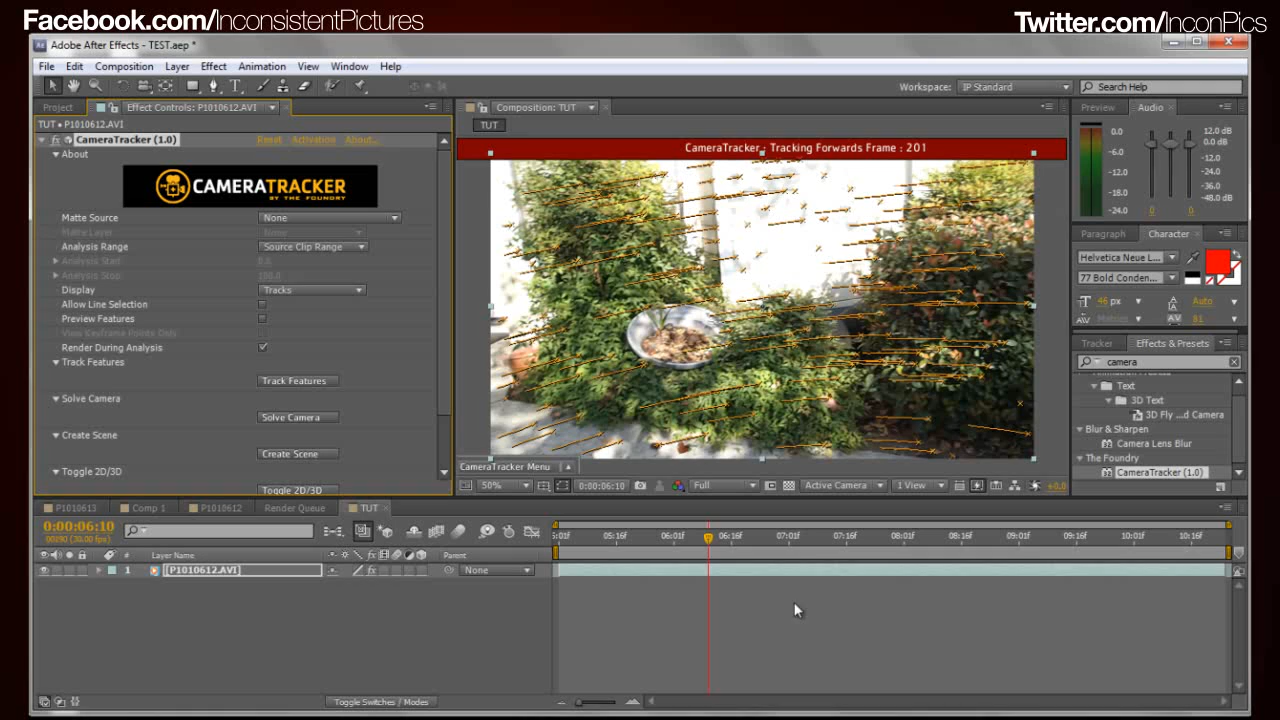 Facebook.com/InconsistentPictures
Twitter.com/InconPics
Adobe After Effects - TEST.aep *
File Edit Composition Layer Effect Animation View Window Help
Workspace: IP Standard Search Help
Project Effect Controls: P1010612.AVI
TUT • P1010612.AVI
CameraTracker (1.0) Reset Activation About...
About
CAMERATRACKER
BY THE FOUNDRY
Matte Source None
Matte Layer None
Analysis Range Source Clip Range
Analysis Start 0.0
Analysis Stop 100.0
Display Tracks
Allow Line Selection
Preview Features
View Keyframe Points Only
Render During Analysis
Track Features
Track Features
Solve Camera
Solve Camera
Create Scene
Create Scene
Toggle 2D/3D
Toggle 2D/3D
Composition: TUT
TUT
CameraTracker : Tracking Forwards Frame : 201
CameraTracker Menu
50% 0:00:06:10 Full Active Camera 1 View +0.0
Preview Audio
0.0
-6.0
-12.0
-18.0
-24.0
12.0 dB
0.0 dB
-12.0
-24.0
-36.0
-48.0 dB
0 0
Paragraph Character
Helvetica Neue L...
77 Bold Conden...
46 px Auto
Metrics 81
Tracker Effects & Presets
camera
Text
3D Text
3D Fly ...d Camera
Blur & Sharpen
Camera Lens Blur
The Foundry
CameraTracker (1.0)
P1010613 Comp 1 P1010612 Render Queue TUT
0:00:06:10
00190 (30.00 fps)
# Layer Name Parent
1 [P1010612.AVI] None
5:01f 05:16f 06:01f 06:16f 07:01f 07:16f 08:01f 08:16f 09:01f 09:16f 10:01f 10:16f
Toggle Switches / Modes